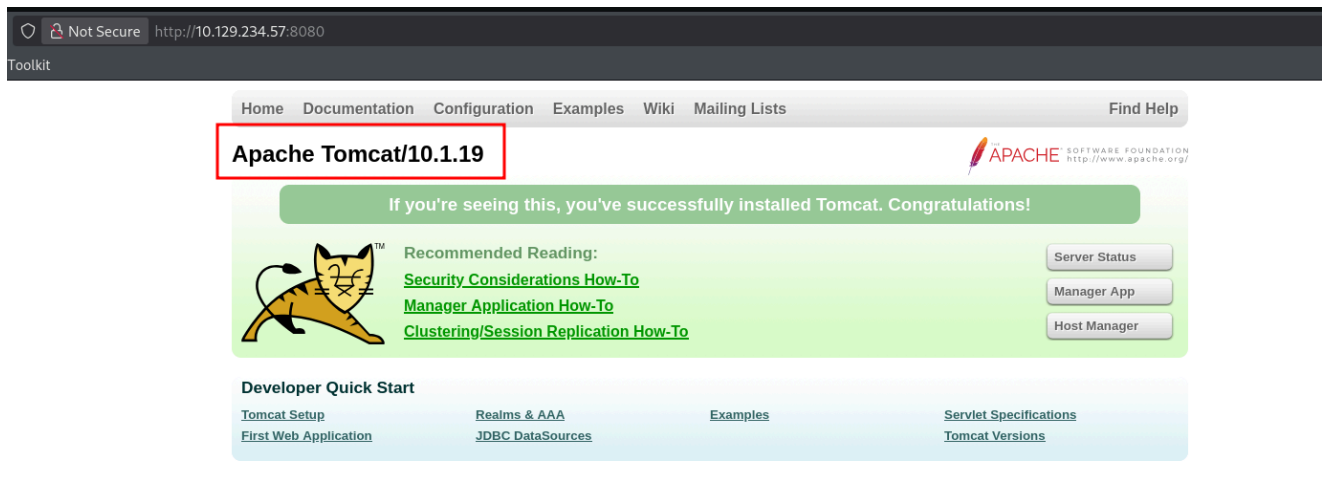 Not Secure http://10.129.234.57:8080
Toolkit
Home Documentation Configuration Examples Wiki Mailing Lists Find Help
Apache Tomcat/10.1.19
THE APACHE SOFTWARE FOUNDATION
http://www.apache.org/
If you're seeing this, you've successfully installed Tomcat. Congratulations!
TM
Recommended Reading:
Security Considerations How-To
Manager Application How-To
Clustering/Session Replication How-To
Server Status
Manager App
Host Manager
Developer Quick Start
Tomcat Setup Realms & AAA Examples Servlet Specifications
First Web Application JDBC DataSources Tomcat Versions